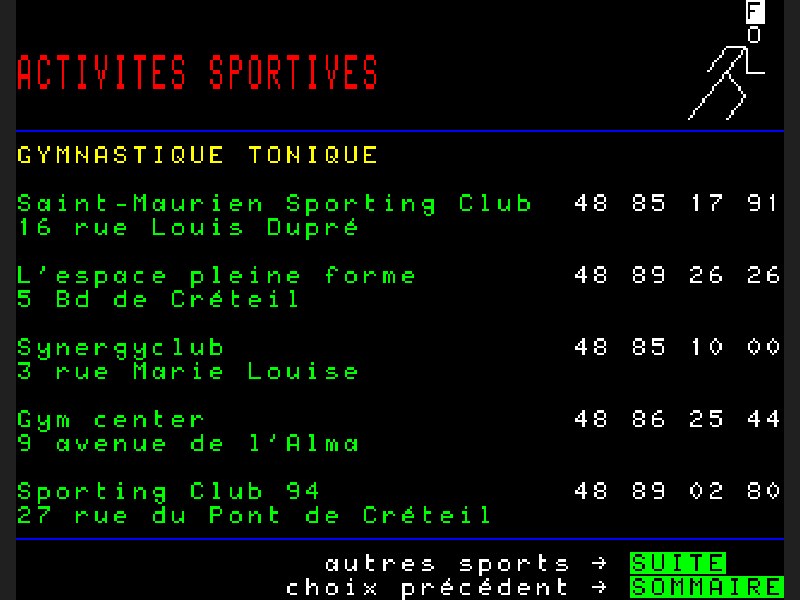 F
ACTIVITES SPORTIVES
GYMNASTIQUE TONIQUE
Saint-Maurien Sporting Club 48 85 17 91
16 rue Louis Dupré
L'espace pleine forme 48 89 26 26
5 Bd de Créteil
Synergyclub 48 85 10 00
3 rue Marie Louise
Gym center 48 86 25 44
9 avenue de l'Alma
Sporting Club 94 48 89 02 80
27 rue du Pont de Créteil
autres sports → SUITE
choix précédent → SOMMAIRE